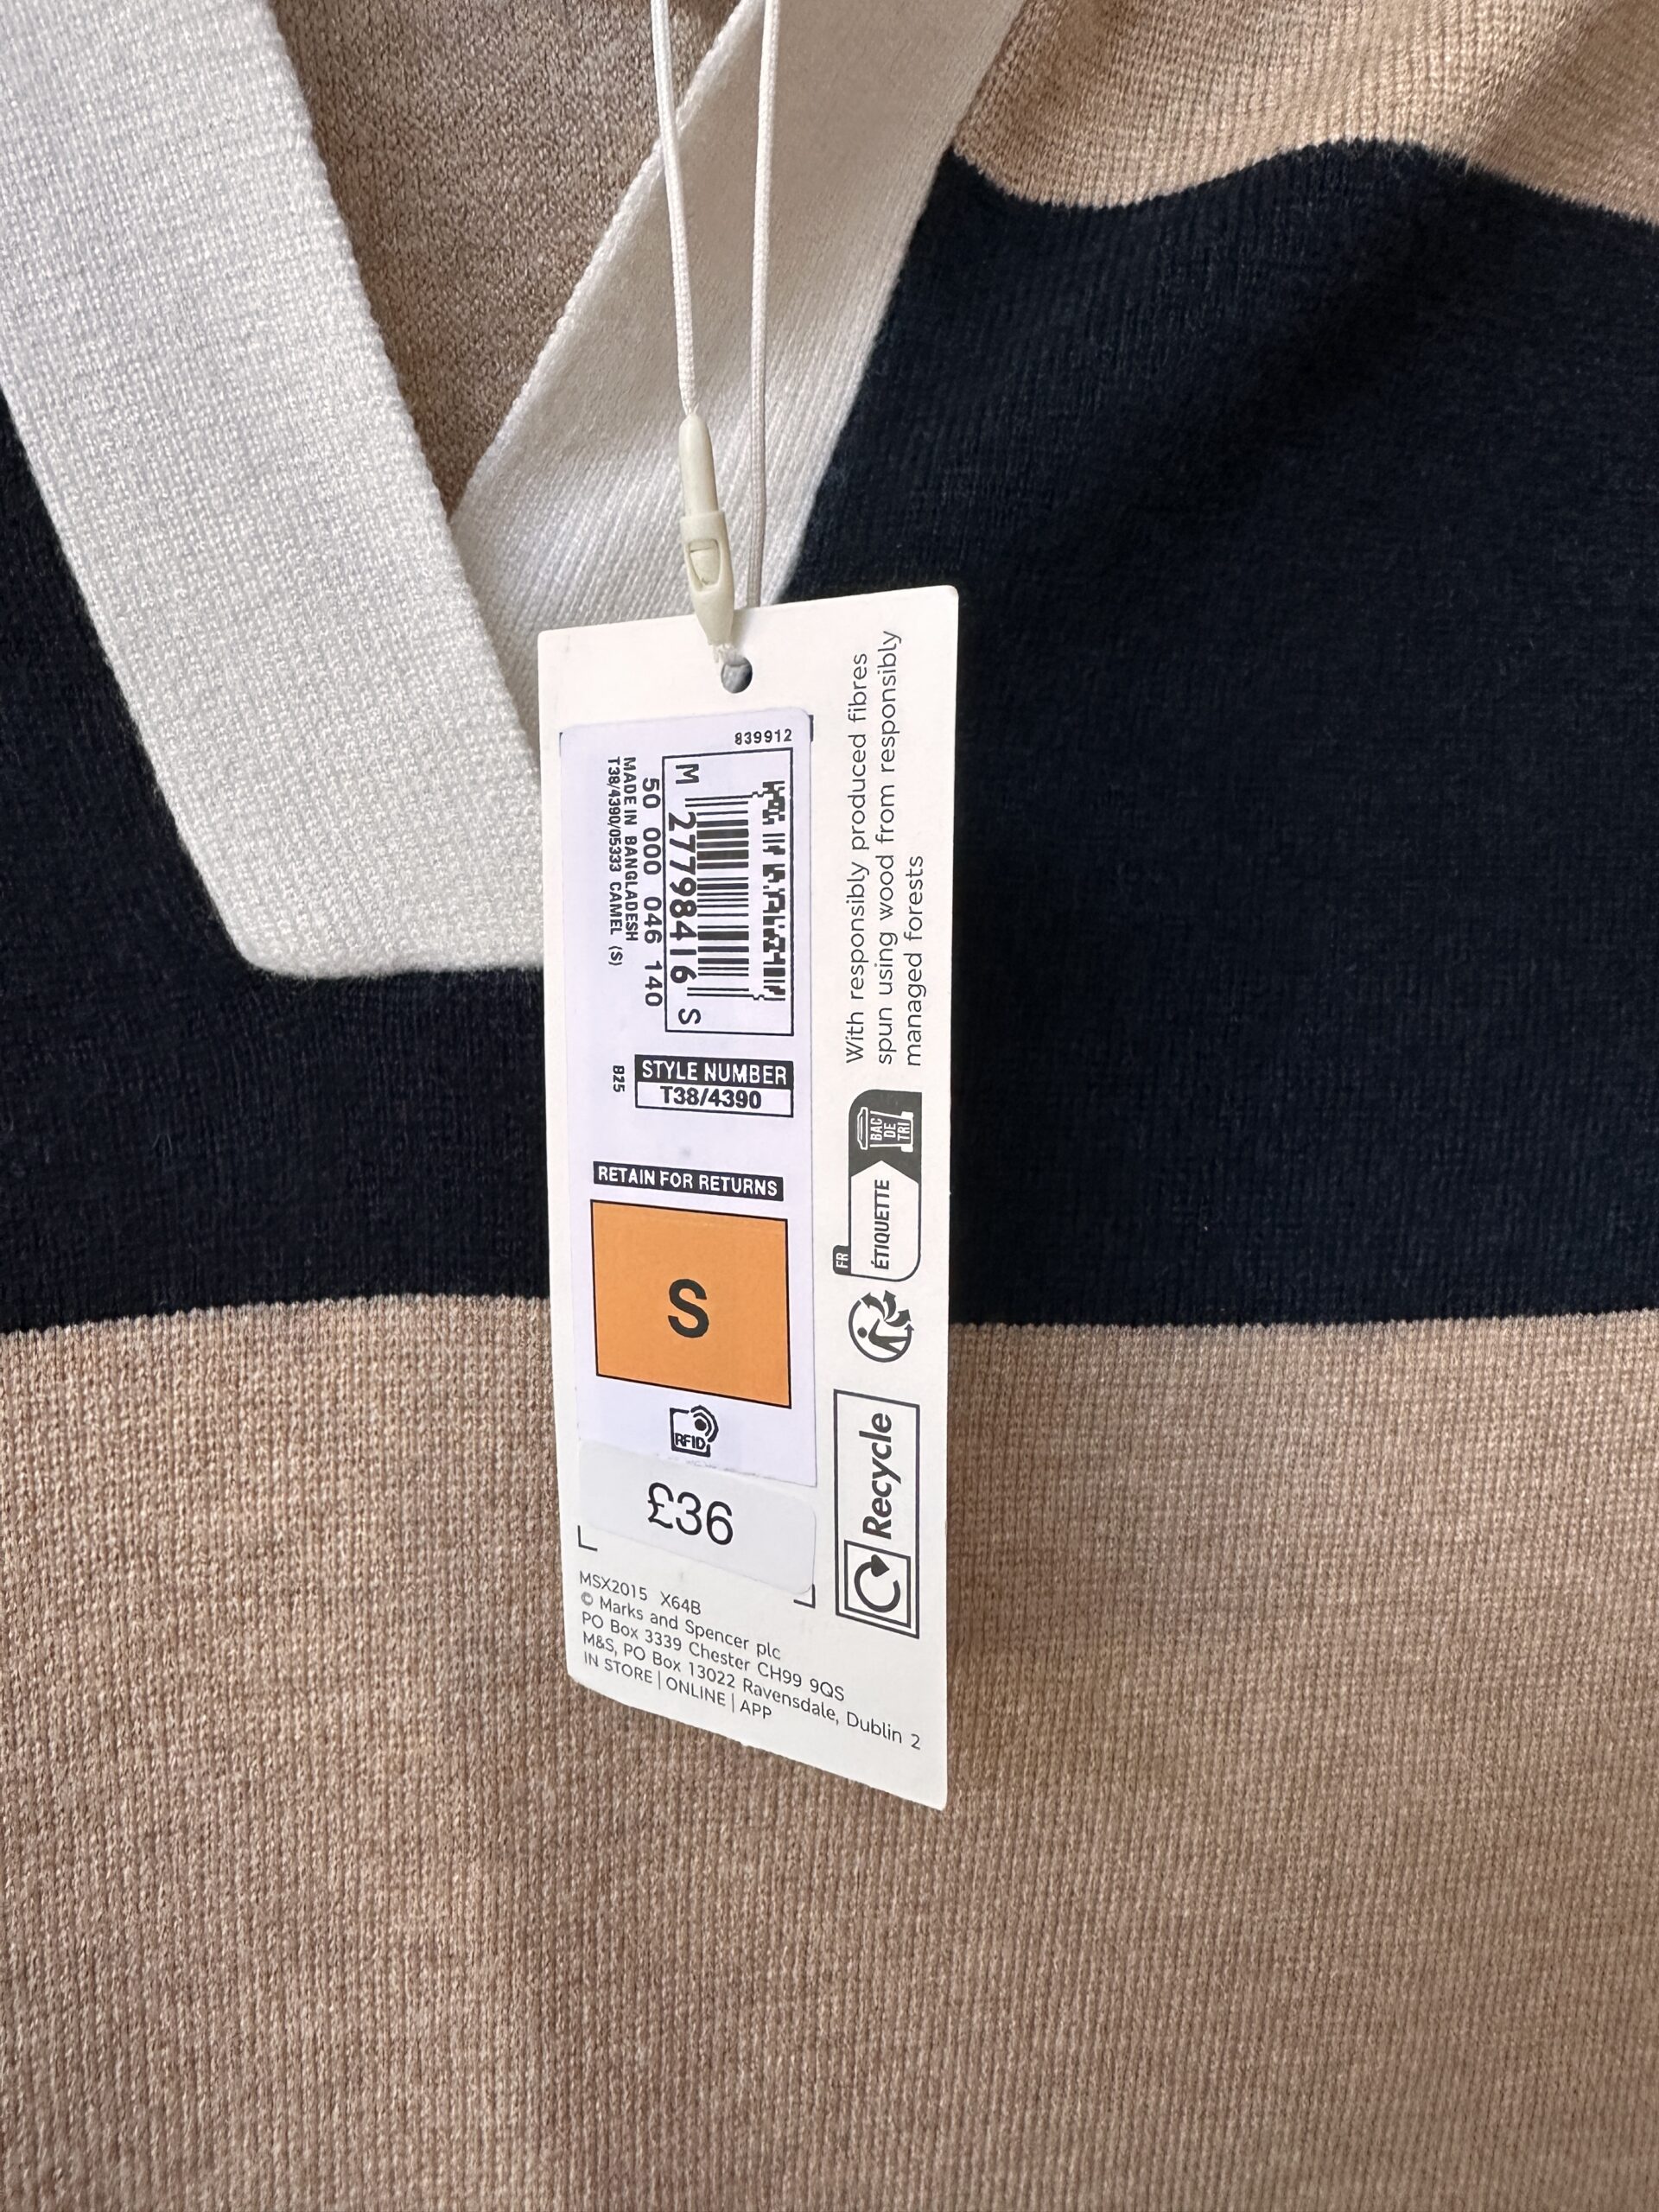 839912
M 27798416 S
50 000 046 140
MADE IN BANGLADESH
T38/4390/05333 CAMEL (S)
STYLE NUMBER
T38/4390
B25
RETAIN FOR RETURNS
S
RFID
£36
MSX2015 X64B
© Marks and Spencer plc
PO Box 3339 Chester CH99 9QS
M&S, PO Box 13022 Ravensdale, Dublin 2
IN STORE | ONLINE | APP
With responsibly produced fibres
spun using wood from responsibly
managed forests
FR
ÉTIQUETTE
BAC
DE
TRI
Recycle